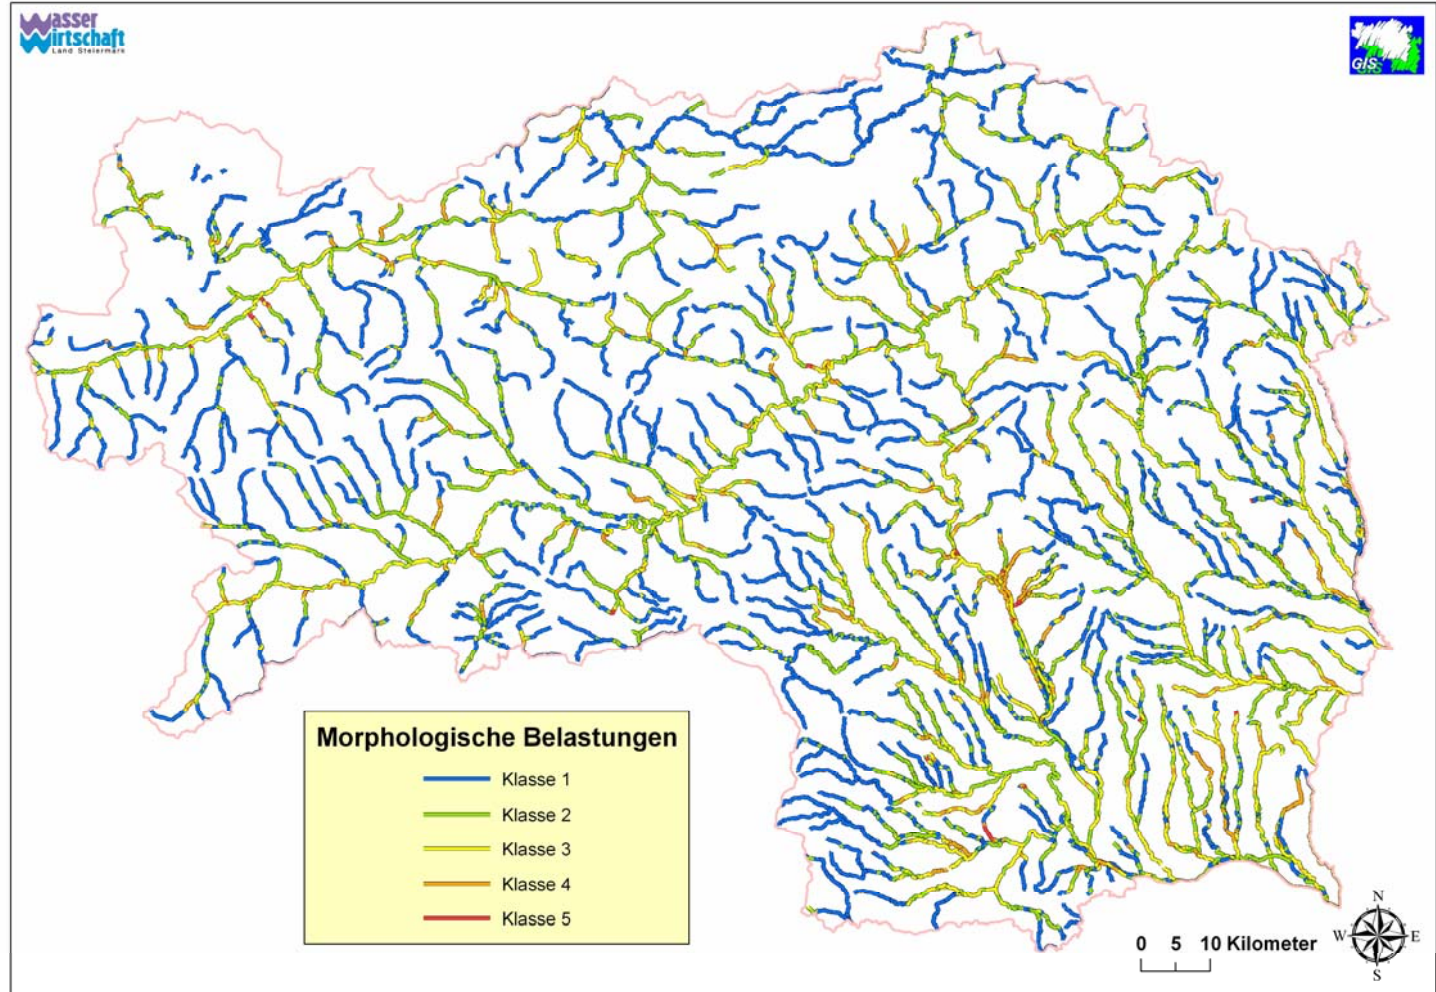 Wasser
Wirtschaft
Land Steiermark
GIS
Morphologische Belastungen
Klasse 1
Klasse 2
Klasse 3
Klasse 4
Klasse 5
0 5 10 Kilometer
N
W E
S